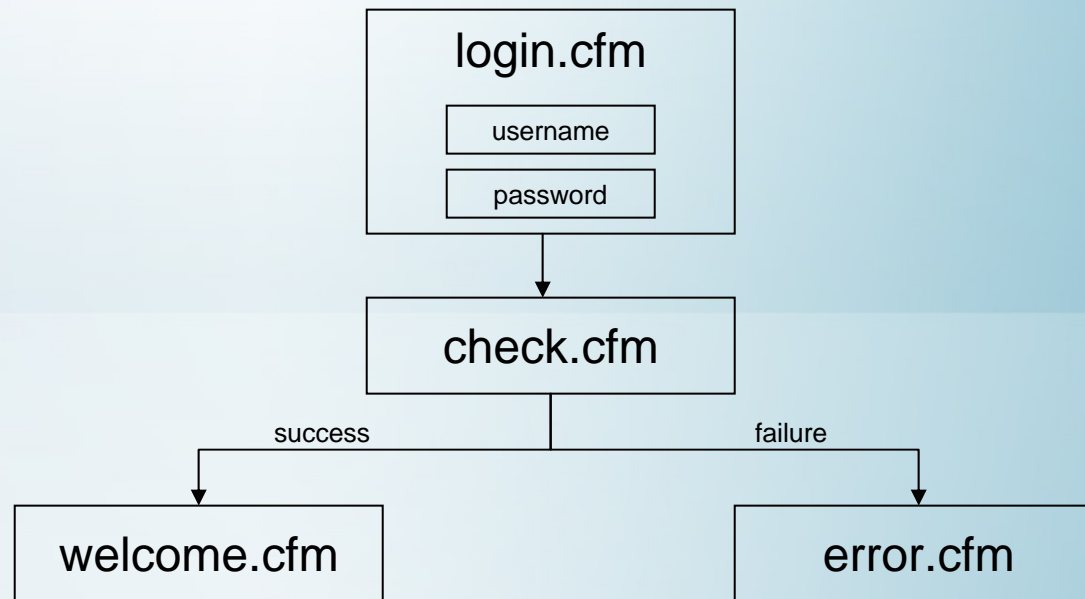 login.cfm
username
password
check.cfm
success
failure
welcome.cfm
error.cfm